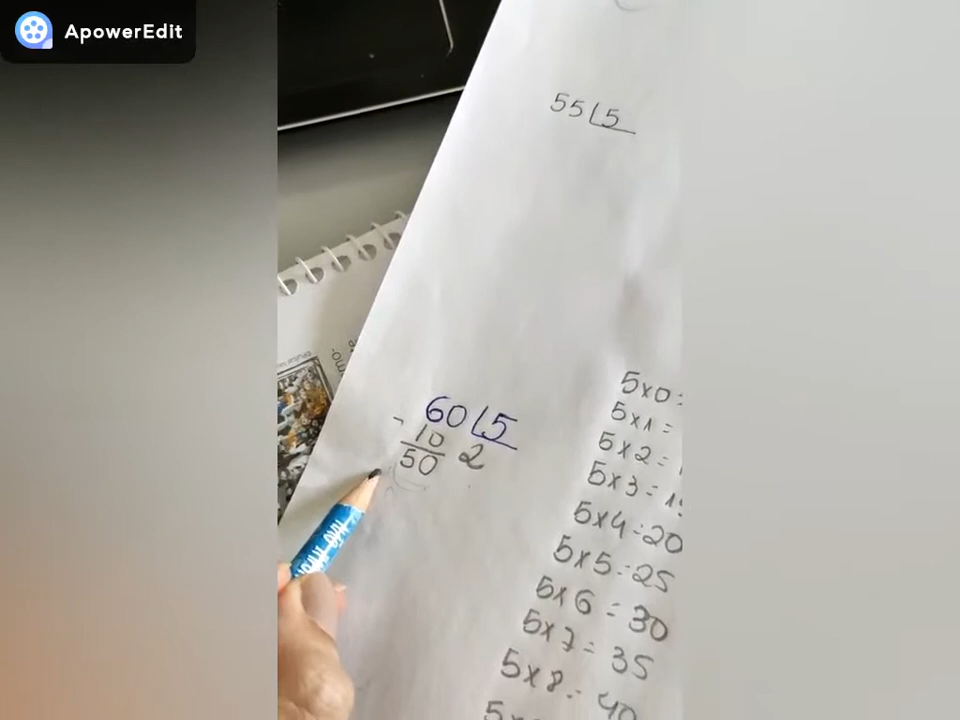 ApowerEdit
55 5
60 5
- 10 2
50
5x0=
5x1=
5x2=
5x3=
5x4=20
5x5=25
5x6=30
5x7=35
5x8=40